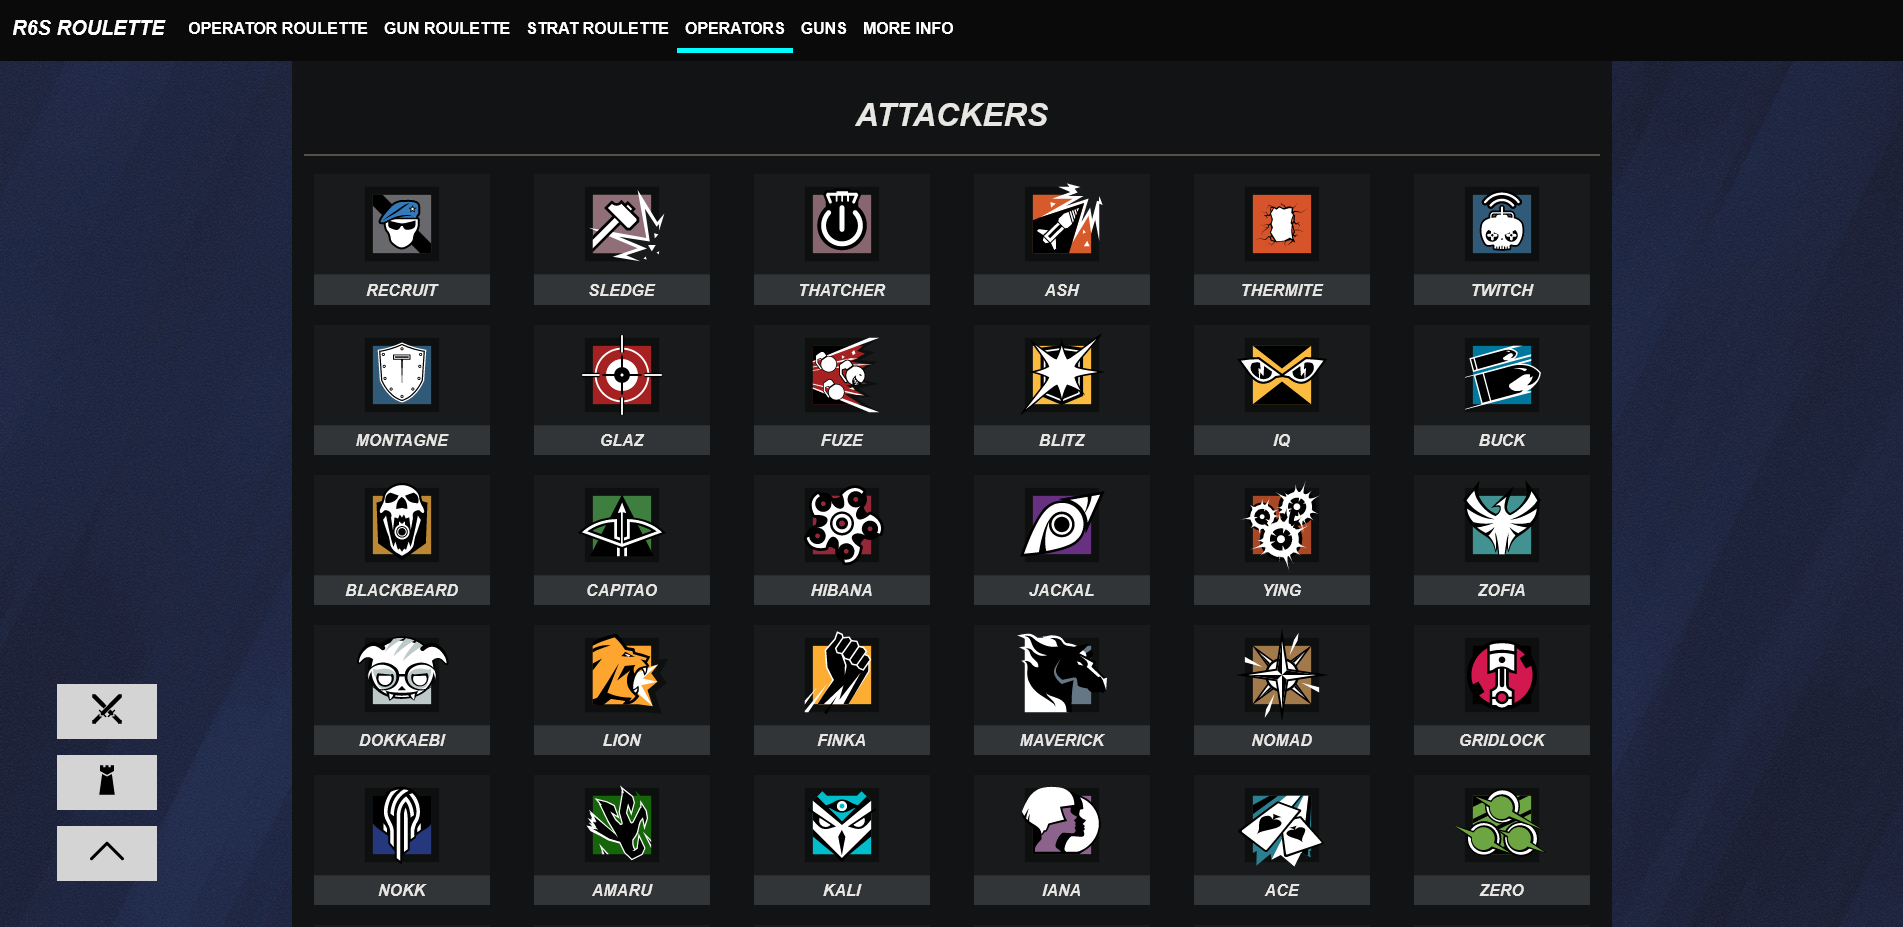 R6S ROULETTE OPERATOR ROULETTE GUN ROULETTE STRAT ROULETTE OPERATORS GUNS MORE INFO
ATTACKERS
RECRUIT SLEDGE THATCHER ASH THERMITE TWITCH
MONTAGNE GLAZ FUZE BLITZ IQ BUCK
BLACKBEARD CAPITAO HIBANA JACKAL YING ZOFIA
DOKKAEBI LION FINKA MAVERICK NOMAD GRIDLOCK
NOKK AMARU KALI IANA ACE ZERO